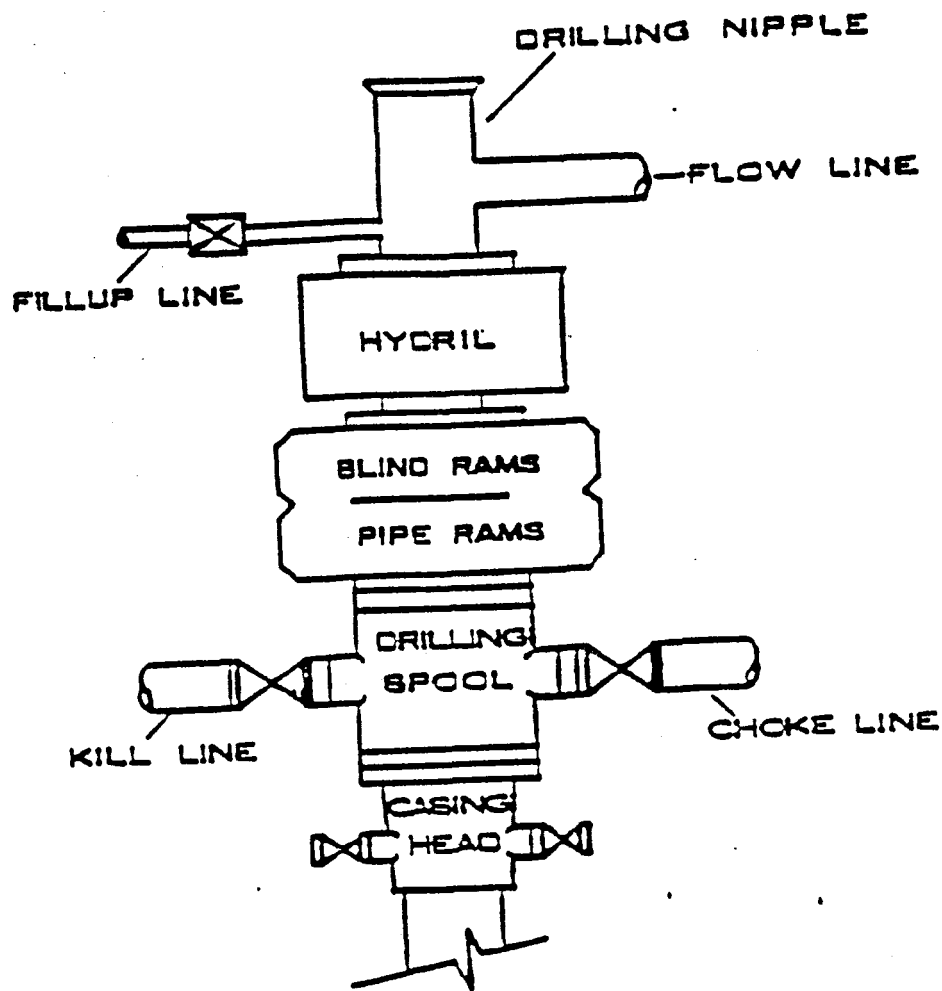 DRILLING NIPPLE
FLOW LINE
FILLUP LINE
HYDRIL
BLIND RAMS
PIPE RAMS
DRILLING
SPOOL
KILL LINE
CHOKE LINE
CASING
HEAD